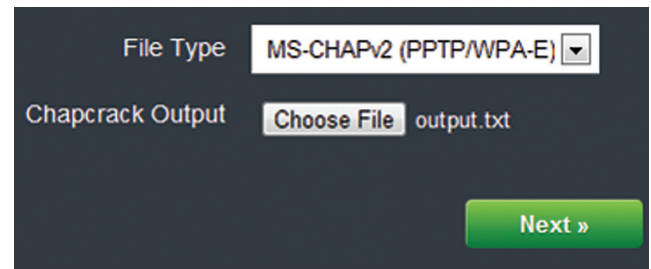 File Type MS-CHAPv2 (PPTP/WPA-E)
Chapcrack Output Choose File output.txt
Next »